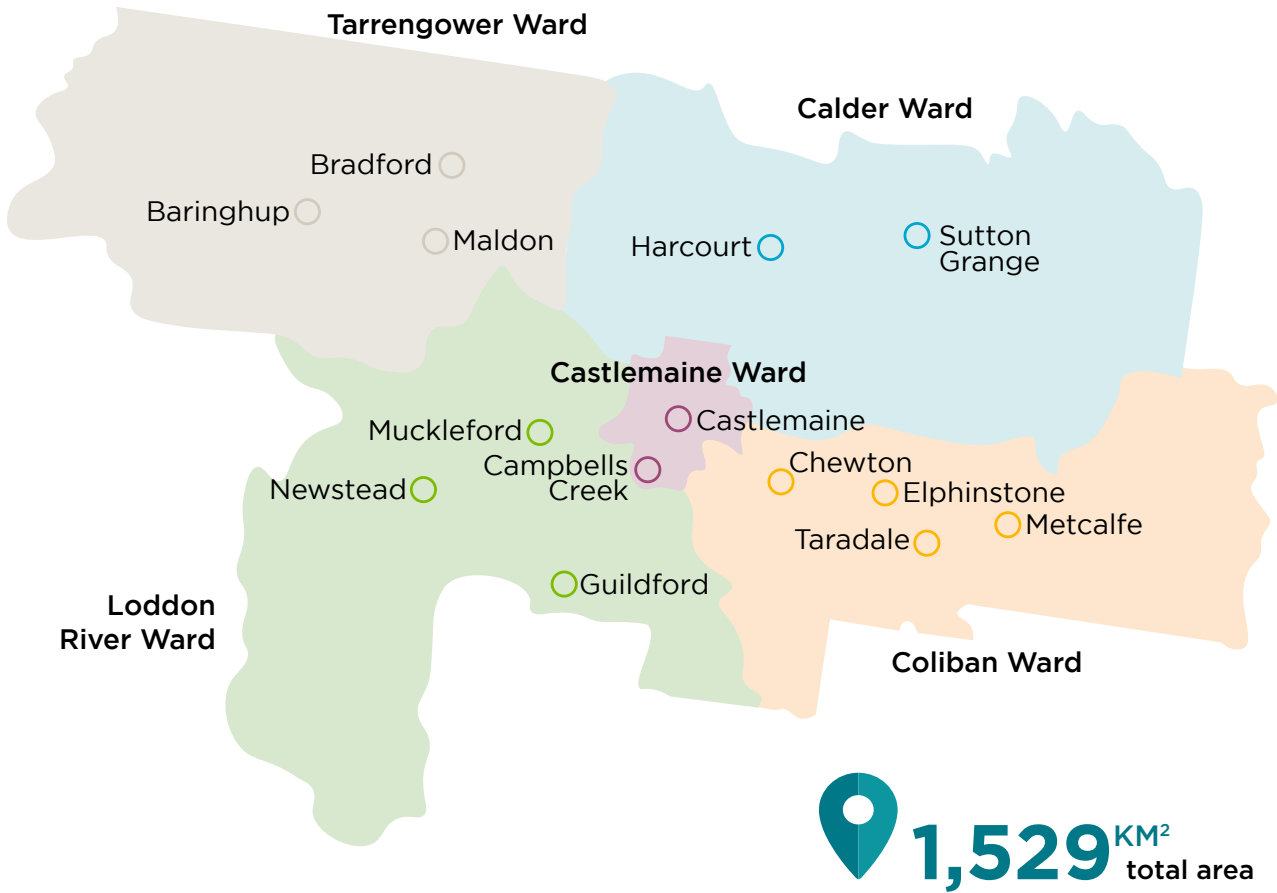 Tarrengower Ward
Calder Ward
Bradford
Baringhup
Maldon
Harcourt
Sutton
Grange
Castlemaine Ward
Castlemaine
Muckleford
Campbells
Creek
Newstead
Chewton
Elphinstone
Metcalfe
Taradale
Guildford
Loddon
River Ward
Coliban Ward
1,529 KM²
total area